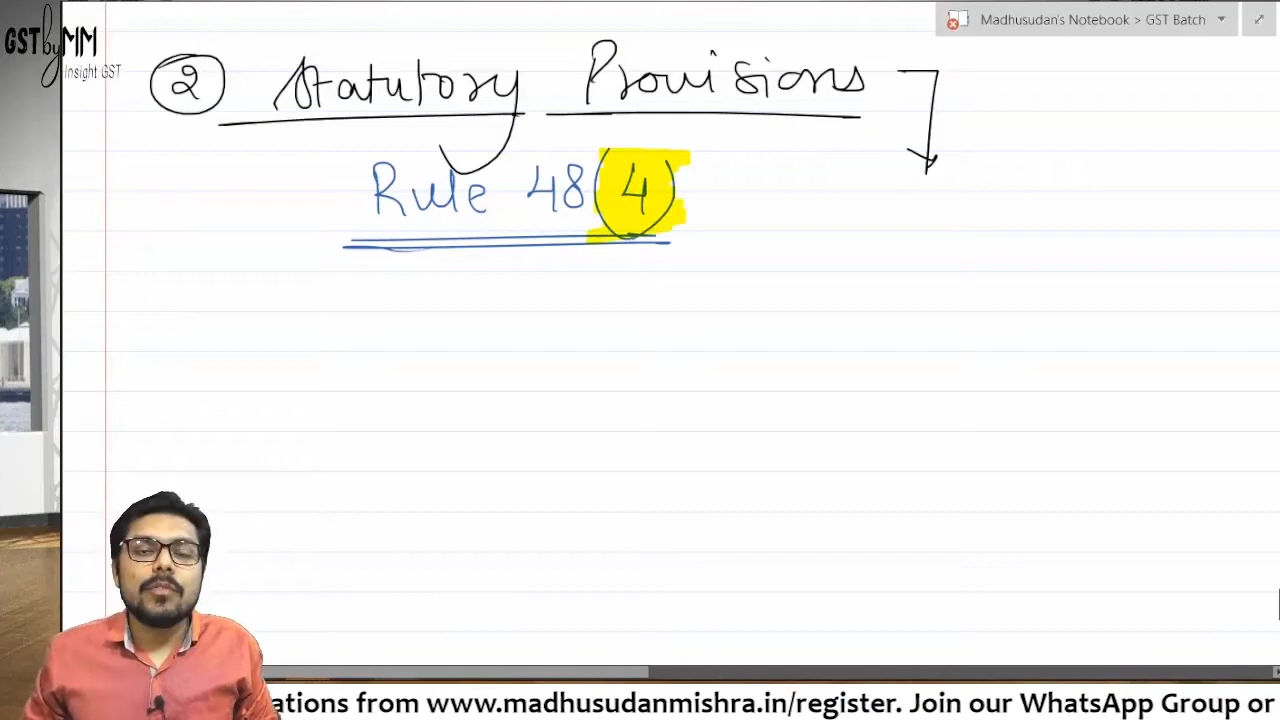 GST by MM
Insight GST
Madhusudan's Notebook > GST Batch
② Statutory Provisions
Rule 48(4)
ations from www.madhusudanmishra.in/register. Join our WhatsApp Group or